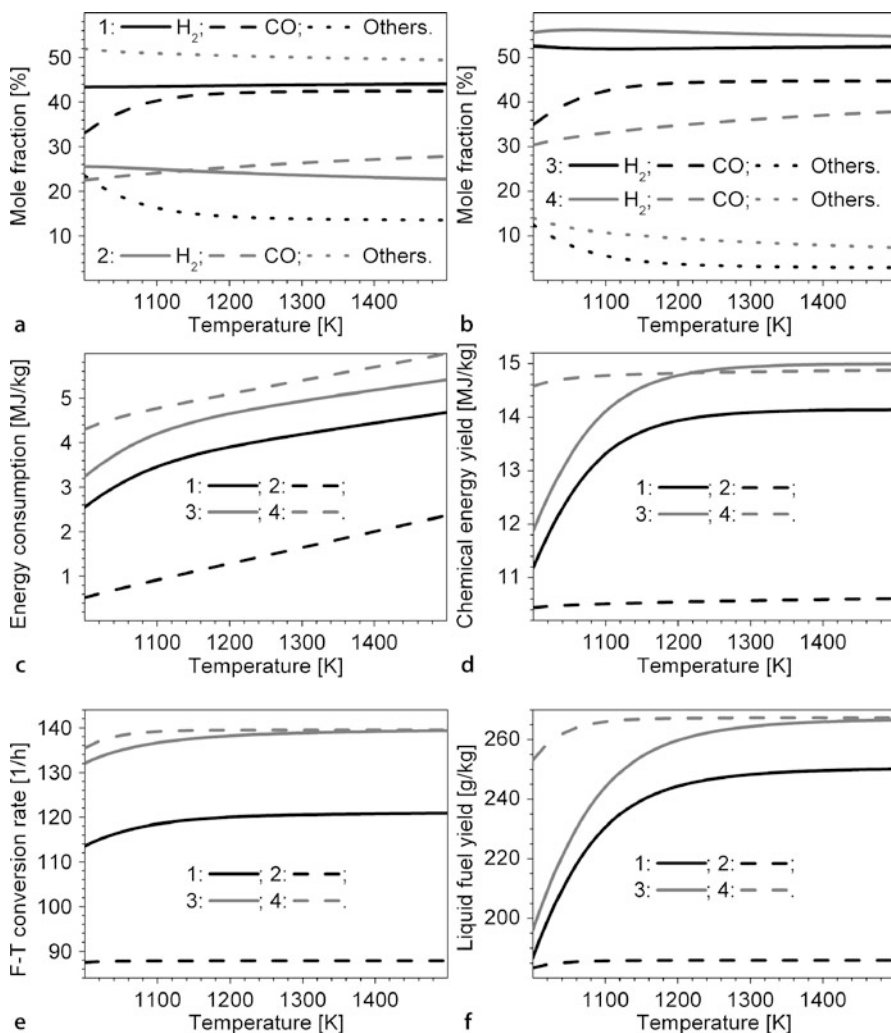 1: H2; CO; Others.
50
40
30
20
10
Mole fraction [%]
2: H2; CO; Others.
1100 1200 1300 1400
a Temperature [K]
50
40
30
20
10
Mole fraction [%]
3: H2; CO; Others.
4: H2; CO; Others.
1100 1200 1300 1400
b Temperature [K]
5
4
3
2
1
Energy consumption [MJ/kg]
1: ; 2: ;
3: ; 4: .
1100 1200 1300 1400
c Temperature [K]
15
14
13
12
11
10
Chemical energy yield [MJ/kg]
1: ; 2: ;
3: ; 4: .
1100 1200 1300 1400
d Temperature [K]
140
130
120
110
100
90
F-T conversion rate [1/h]
1: ; 2: ;
3: ; 4: .
1100 1200 1300 1400
e Temperature [K]
260
240
220
200
Liquid fuel yield [g/kg]
1: ; 2: ;
3: ; 4: .
1100 1200 1300 1400
f Temperature [K]